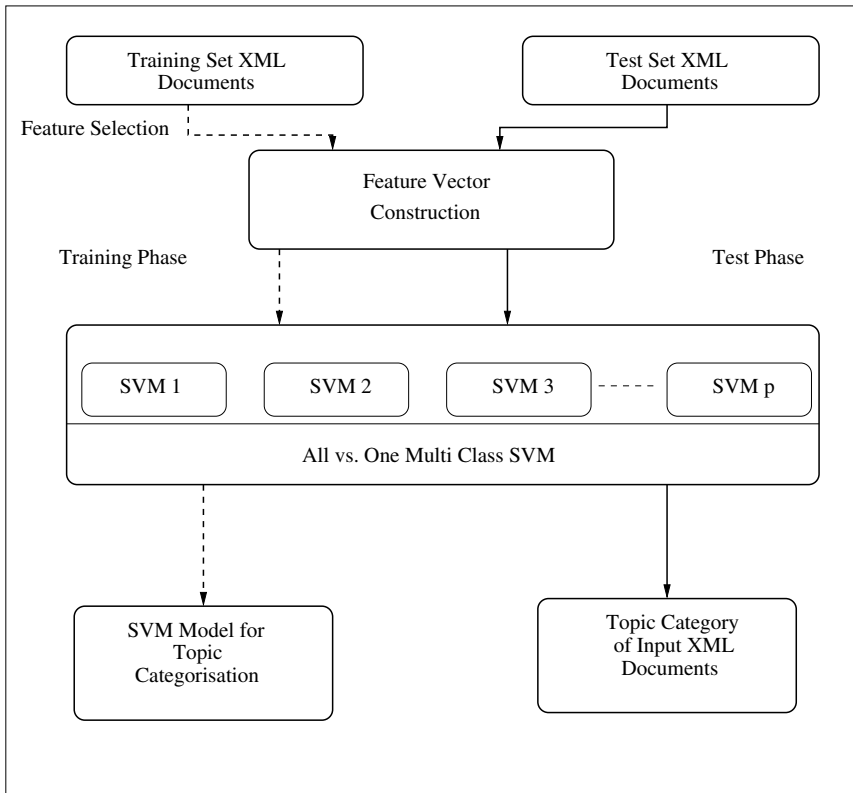 Training Set XML
Documents
Test Set XML
Documents
Feature Selection
Feature Vector
Construction
Training Phase
Test Phase
SVM 1
SVM 2
SVM 3
SVM p
All vs. One Multi Class SVM
SVM Model for
Topic
Categorisation
Topic Category
of Input XML
Documents